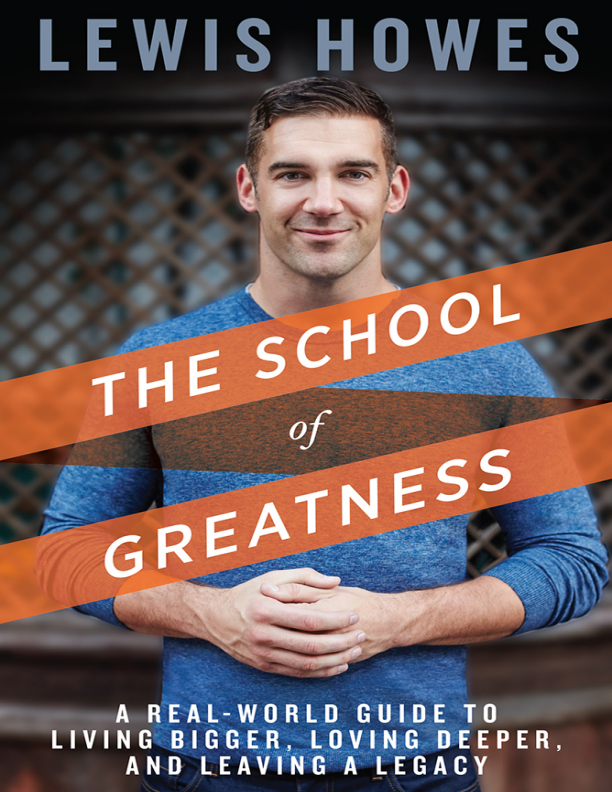 LEWIS HOWES
THE SCHOOL
of
GREATNESS
A REAL-WORLD GUIDE TO
LIVING BIGGER, LOVING DEEPER,
AND LEAVING A LEGACY